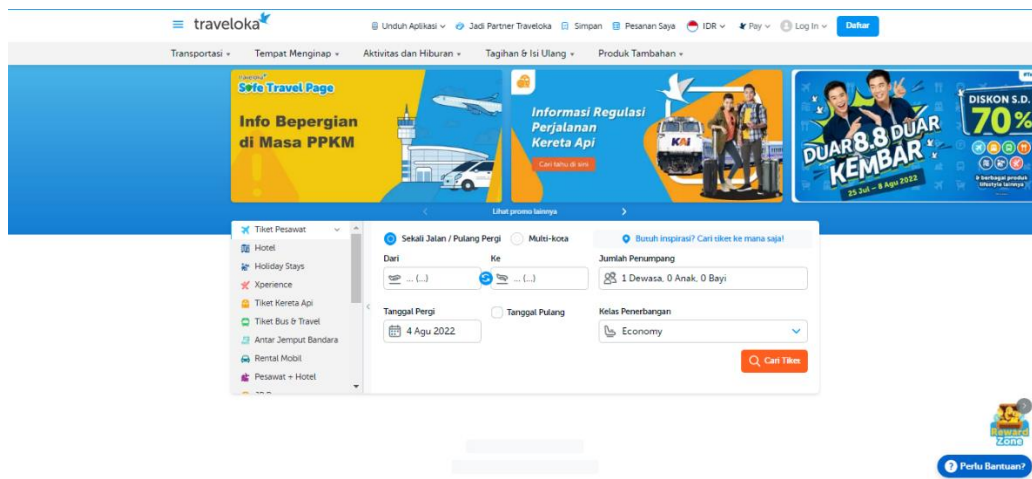 traveloka
Unduh Aplikasi
Jadi Partner Traveloka
Simpan
Pesanan Saya
IDR
Pay
Log In
Daftar
Transportasi
Tempat Menginap
Aktivitas dan Hiburan
Tagihan & Isi Ulang
Produk Tambahan
traveloka
Safe Travel Page
Info Bepergian
di Masa PPKM
Informasi Regulasi
Perjalanan
Kereta Api
Cari tahu di sini
KAI
DUAR 8.8 DUAR
KEMBAR
25 Jul - 8 Agu 2022
DISKON S.D.
70%
& berbagai produk
lifestyle lainnya
Lihat promo lainnya
Tiket Pesawat
Hotel
Holiday Stays
Xperience
Tiket Kereta Api
Tiket Bus & Travel
Antar Jemput Bandara
Rental Mobil
Pesawat + Hotel
Sekali Jalan / Pulang Pergi
Multi-kota
Butuh inspirasi? Cari tiket ke mana saja!
Dari
Ke
Jumlah Penumpang
... (...)
... (...)
1 Dewasa, 0 Anak, 0 Bayi
Tanggal Pergi
Tanggal Pulang
Kelas Penerbangan
4 Agu 2022
Economy
Cari Tiket
Reward
Zone
Perlu Bantuan?